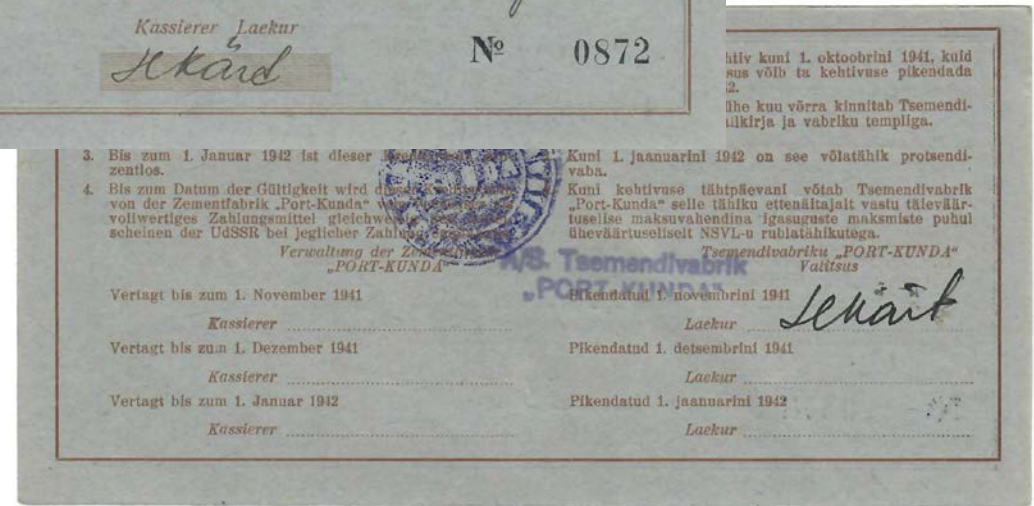 Kassierer Laekur
Nº 0872
htiv kuni 1. oktoobrini 1941, kuid
sus võib ta kehtivuse pikendada
2.
ühe kuu võrra kinnitab Tsemendi-
ilkirja ja vabriku templiga.
3. Bis zum 1. Januar 1942 ist dieser
zentlos.
4. Bis zum Datum der Gültigkeit wird
von der Zementfabrik „Port-Kunda“
vollwertiges Zahlungsmittel
scheinen der UdSSR bei jeglicher
Verwaltung der
„PORT-KUNDA“
Kuni 1. jaanuarini 1942 on see võlatähik protsendi-
vaba.
Kuni kehtivuse tähtpäevani võtab Tsemendivabrik
„Port-Kunda“ selle tähiku ettenäitajalt vastu täieväär-
tuselise maksuvahendina igasuguste maksmiste puhul
üheväärtuseliselt NSVL-u rublatähikutega.
Tsemendivabriku „PORT-KUNDA“
Valitsus
A/S. Tsemendivabrik
„PORT-KUNDA“
Vertagt bis zum 1. November 1941
Kassierer
Vertagt bis zum 1. Dezember 1941
Kassierer
Vertagt bis zum 1. Januar 1942
Kassierer
Pikendatud 1. novembrini 1941
Laekur
Pikendatud 1. detsembrini 1941
Laekur
Pikendatud 1. jaanuarini 1942
Laekur